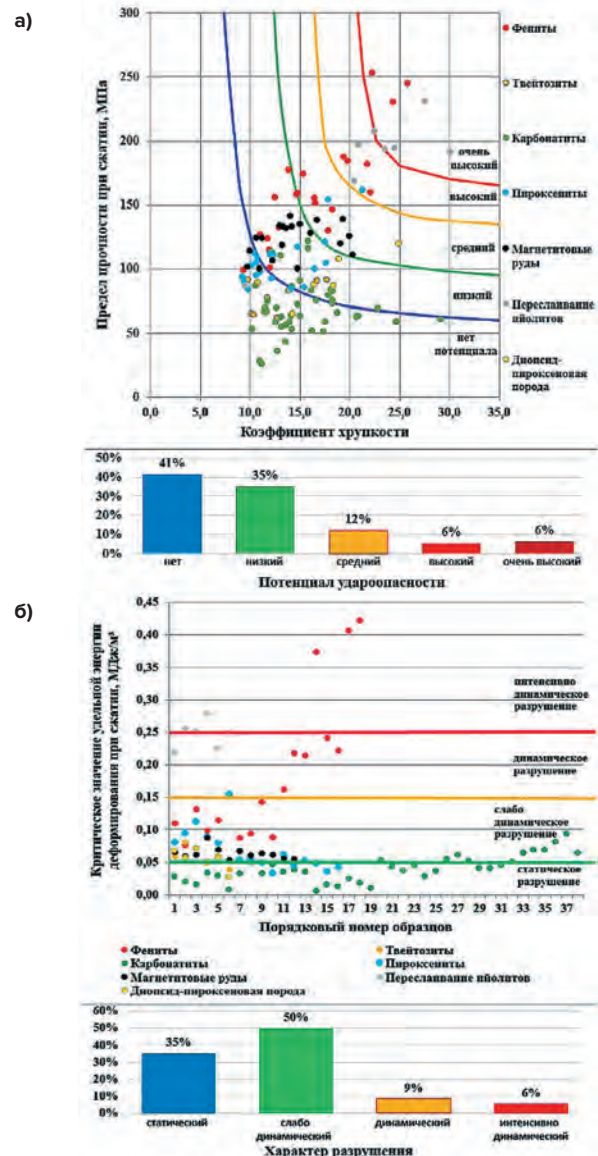 а)
Предел прочности при сжатии, МПа
300
250
200
150
100
50
0
0,0 5,0 10,0 15,0 20,0 25,0 30,0 35,0
Коэффициент хрупкости
очень
высокий
высокий
средний
низкий
нет
потенциала
Фениты
Твейтозиты
Карбонатиты
Пироксениты
Магнетитовые
руды
Переслаивание
ийолитов
Диопсид-
пироксеновая
порода
50%
40%
30%
20%
10%
0%
41%
35%
12%
6%
6%
нет низкий средний высокий очень высокий
Потенциал удароопасности
б)
Критическое значение удельной энергии
деформирования при сжатии, МДж/м³
0,45
0,40
0,35
0,30
0,25
0,20
0,15
0,10
0,05
0,00
интенсивно
динамическое
разрушение
динамическое
разрушение
слабо
динамическое
разрушение
статическое
разрушение
1 3 5 7 9 11 13 15 17 19 21 23 25 27 29 31 33 35 37
Порядковый номер образцов
Фениты Твейтозиты
Карбонатиты Пироксениты
Магнетитовые руды Переслаивание ийолитов
Диопсид-пироксеновая порода
60%
50%
40%
30%
20%
10%
0%
35%
50%
9%
6%
статический слабо динамический интенсивно
динамический динамический
Характер разрушения